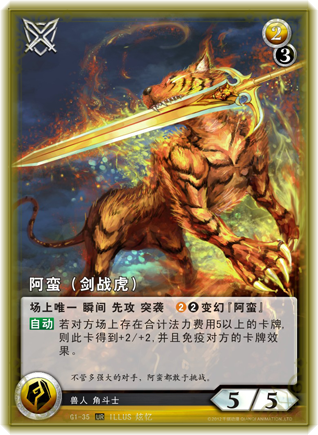 2
3
阿蛮（剑战虎）
场上唯一 瞬间 先攻 突袭 2 2 变幻『阿蛮』
自动 若对方场上存在合计法力费用5以上的卡牌,
则此卡得到+2/+2,并且免疫对方的卡牌效
果。
不管多强大的对手，阿蛮都敢于挑战。
兽人 角斗士
5 / 5
G1-35 UR ILLUS